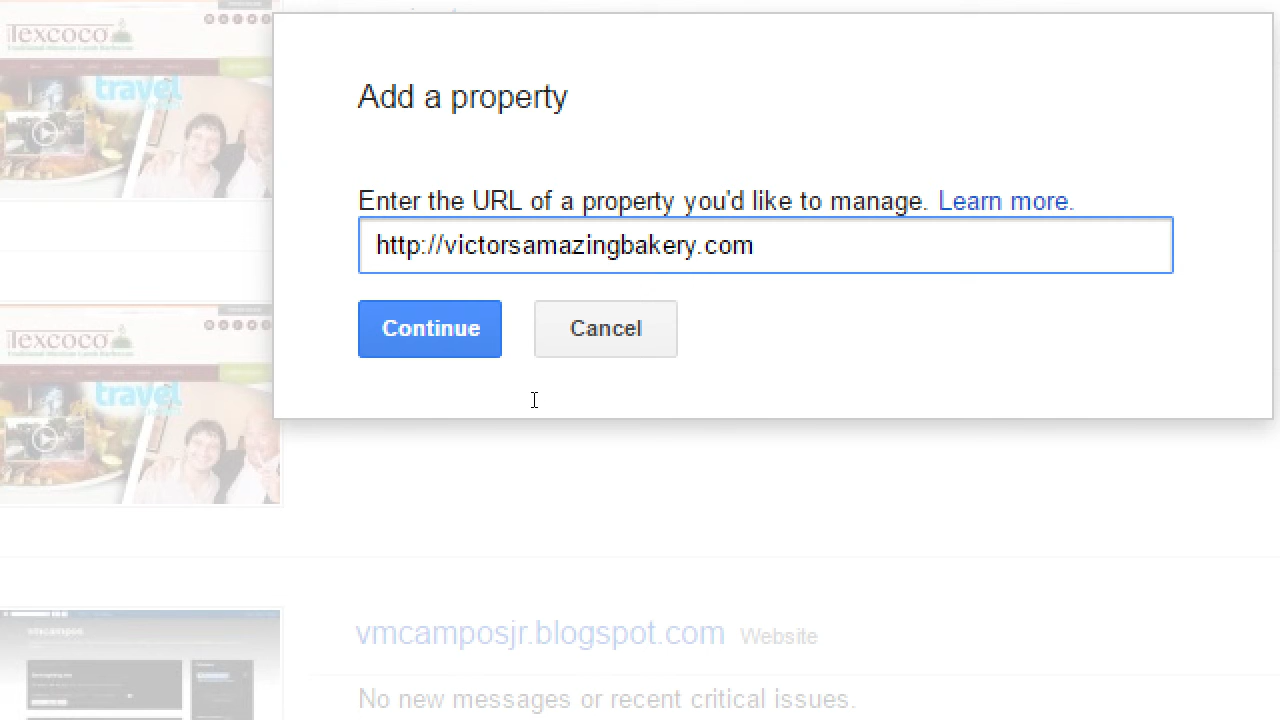 Texcoco
travel
Add a property
Enter the URL of a property you'd like to manage. Learn more.
http://victorsamazingbakery.com
Continue Cancel
Texcoco
travel
vmcampos
vmcamposjr.blogspot.com Website
No new messages or recent critical issues.